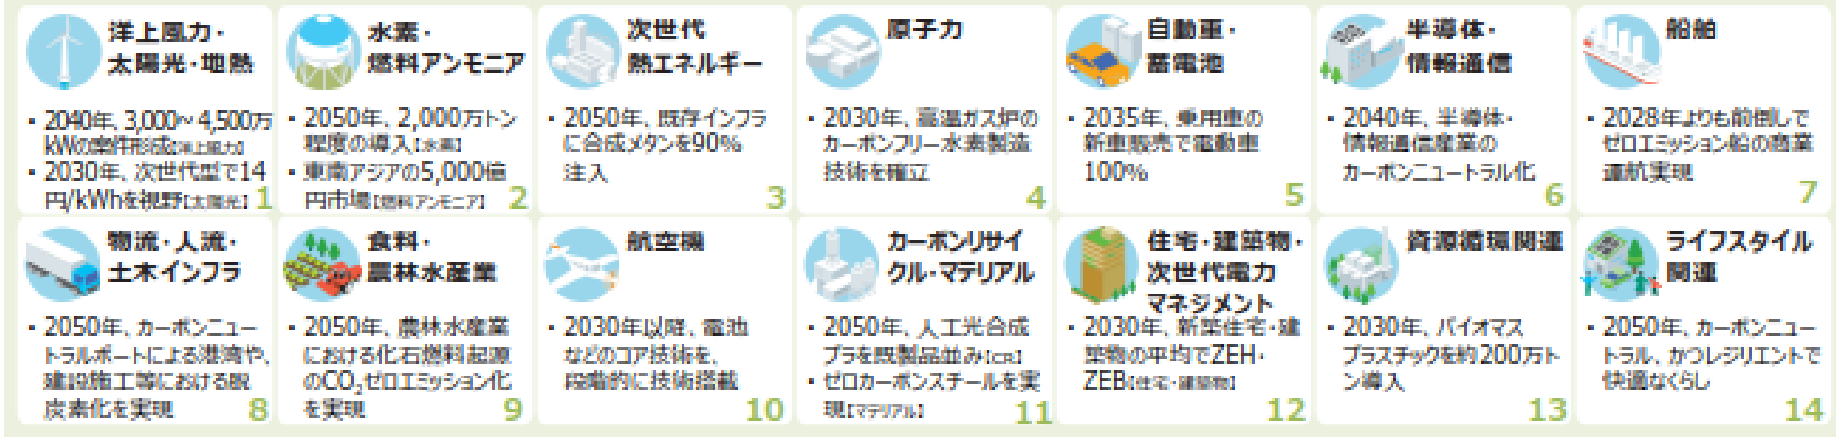 洋上風力・
太陽光・地熱
・2040年、3,000～4,500万
kWの案件形成【洋上風力】
・2030年、次世代型で14
円/kWhを視野【太陽光】
1
水素・
燃料アンモニア
・2050年、2,000万トン
程度の導入【水素】
・東南アジアの5,000億
円市場【燃料アンモニア】
2
次世代
熱エネルギー
・2050年、既存インフラ
に合成メタンを90%
注入
3
原子力
・2030年、高温ガス炉の
カーボンフリー水素製造
技術を確立
4
自動車・
蓄電池
・2035年、乗用車の
新車販売で電動車
100%
5
半導体・
情報通信
・2040年、半導体・
情報通信産業の
カーボンニュートラル化
6
船舶
・2028年よりも前倒しで
ゼロエミッション船の商業
運航実現
7
物流・人流・
土木インフラ
・2050年、カーボンニュー
トラルポートによる港湾や、
建設施工等における脱
炭素化を実現
8
食料・
農林水産業
・2050年、農林水産業
における化石燃料起源
のCO₂ゼロエミッション化
を実現
9
航空機
・2030年以降、電池
などのコア技術を、
段階的に技術搭載
10
カーボンリサイ
クル・マテリアル
・2050年、人工光合成
プラを既製品並み【CR】
・ゼロカーボンスチールを実
現【マテリアル】
11
住宅・建築物・
次世代電力
マネジメント
・2030年、新築住宅・建
築物の平均でZEH・
ZEB【住宅・建築物】
12
資源循環関連
・2030年、バイオマス
プラスチックを約200万ト
ン導入
13
ライフスタイル
関連
・2050年、カーボンニュー
トラル、かつレジリエントで
快適なくらし
14